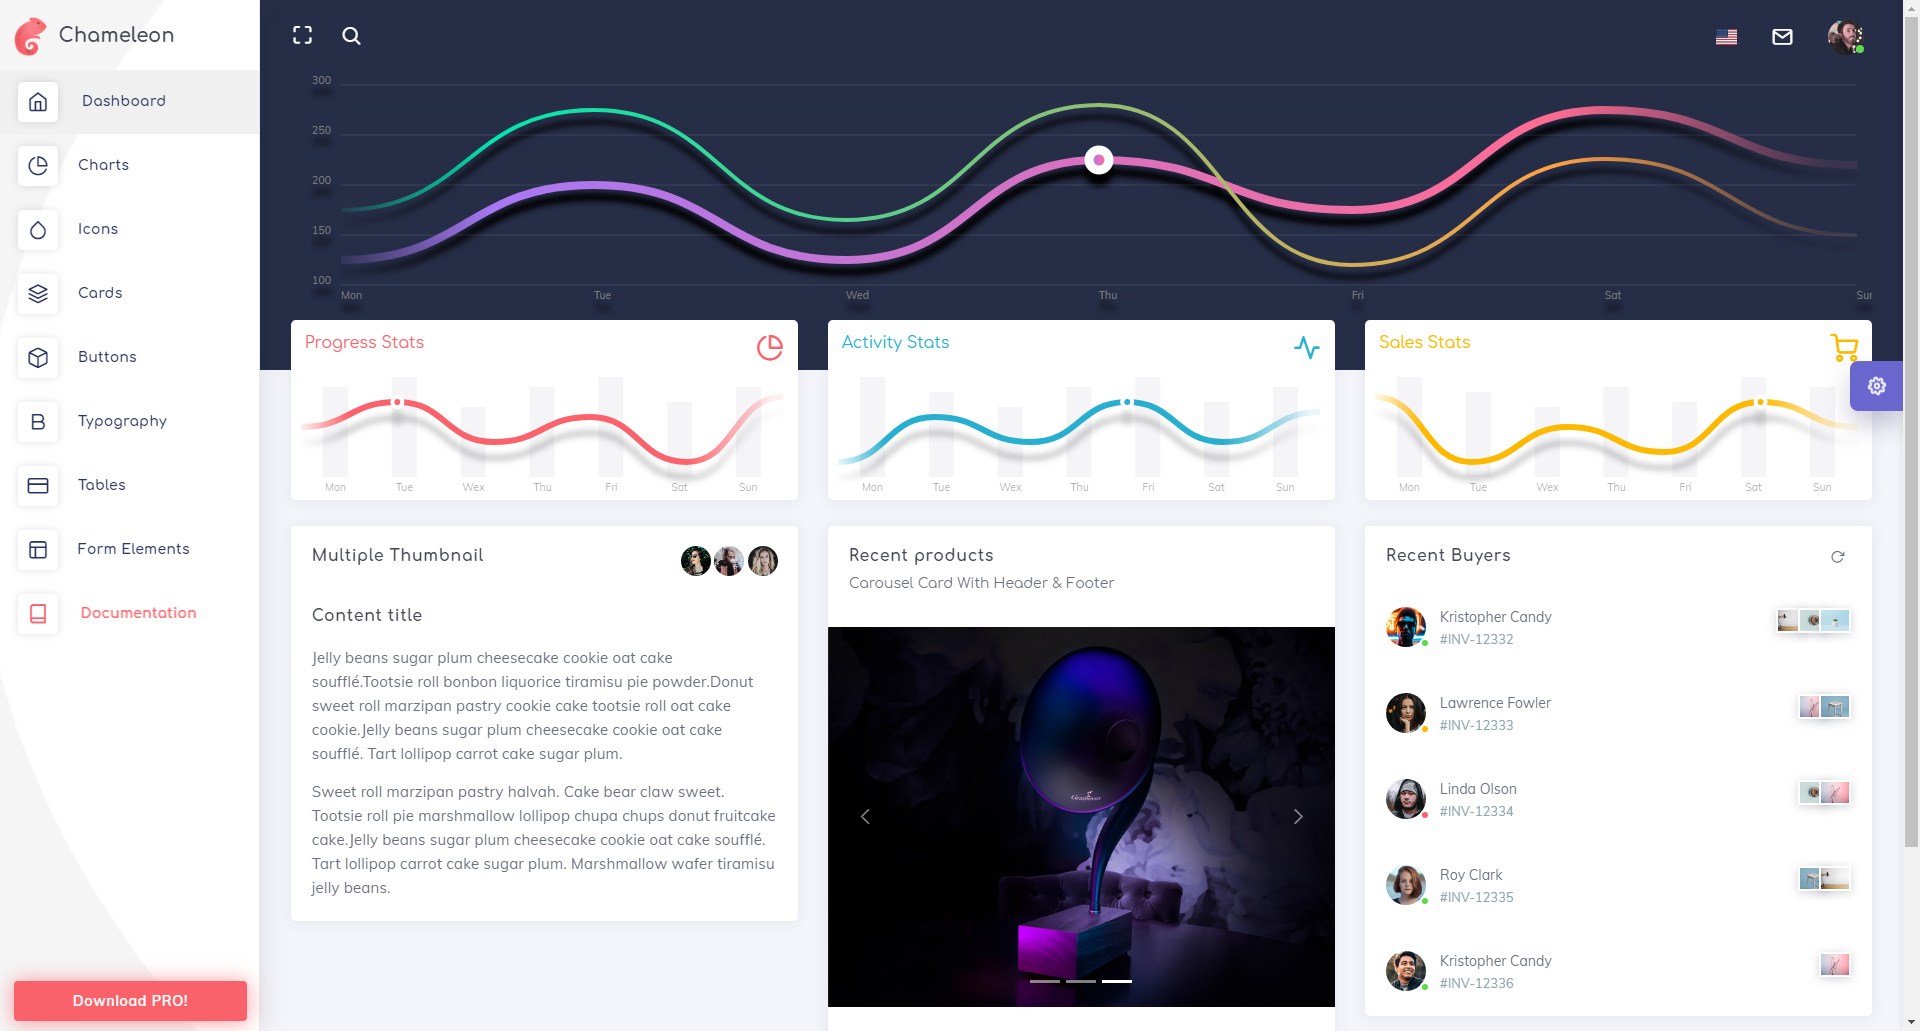 Chameleon
Dashboard
Charts
Icons
Cards
Buttons
Typography
Tables
Form Elements
Documentation
Download PRO!
300
250
200
150
100
Mon Tue Wed Thu Fri Sat Sun
Progress Stats
Mon Tue Wex Thu Fri Sat Sun
Activity Stats
Mon Tue Wex Thu Fri Sat Sun
Sales Stats
Mon Tue Wex Thu Fri Sat Sun
Multiple Thumbnail
Content title
Jelly beans sugar plum cheesecake cookie oat cake
soufflé.Tootsie roll bonbon liquorice tiramisu pie powder.Donut
sweet roll marzipan pastry cookie cake tootsie roll oat cake
cookie.Jelly beans sugar plum cheesecake cookie oat cake
soufflé. Tart lollipop carrot cake sugar plum.
Sweet roll marzipan pastry halvah. Cake bear claw sweet.
Tootsie roll pie marshmallow lollipop chupa chups donut fruitcake
cake.Jelly beans sugar plum cheesecake cookie oat cake soufflé.
Tart lollipop carrot cake sugar plum. Marshmallow wafer tiramisu
jelly beans.
Recent products
Carousel Card With Header & Footer
Recent Buyers
Kristopher Candy
#INV-12332
Lawrence Fowler
#INV-12333
Linda Olson
#INV-12334
Roy Clark
#INV-12335
Kristopher Candy
#INV-12336